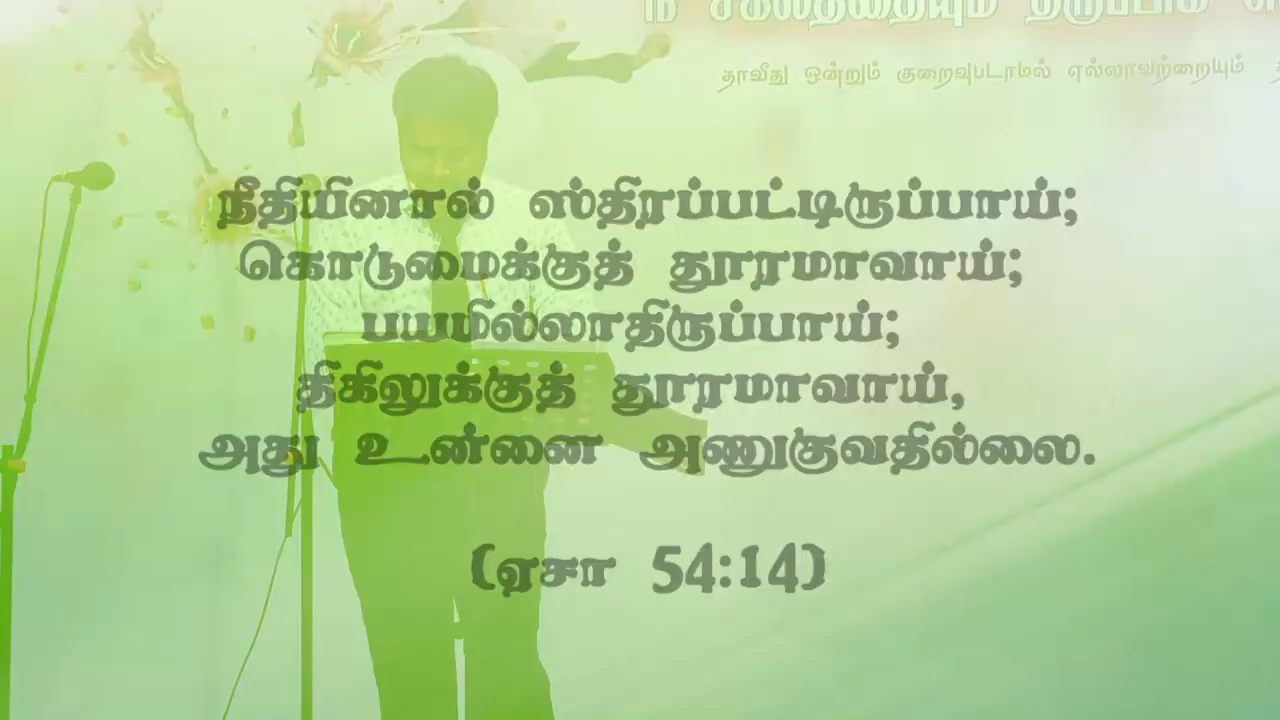 தாவீது ஒன்றும் குறைவுபடாமல் எல்லாவற்றையும்
நீதியினால் ஸ்திரப்பட்டிருப்பாய்;
கொடுமைக்குத் தூரமாவாய்;
பயமில்லாதிருப்பாய்;
திகிலுக்குத் தூரமாவாய்,
அது உன்னை அணுகுவதில்லை.
(ஏசா 54:14)